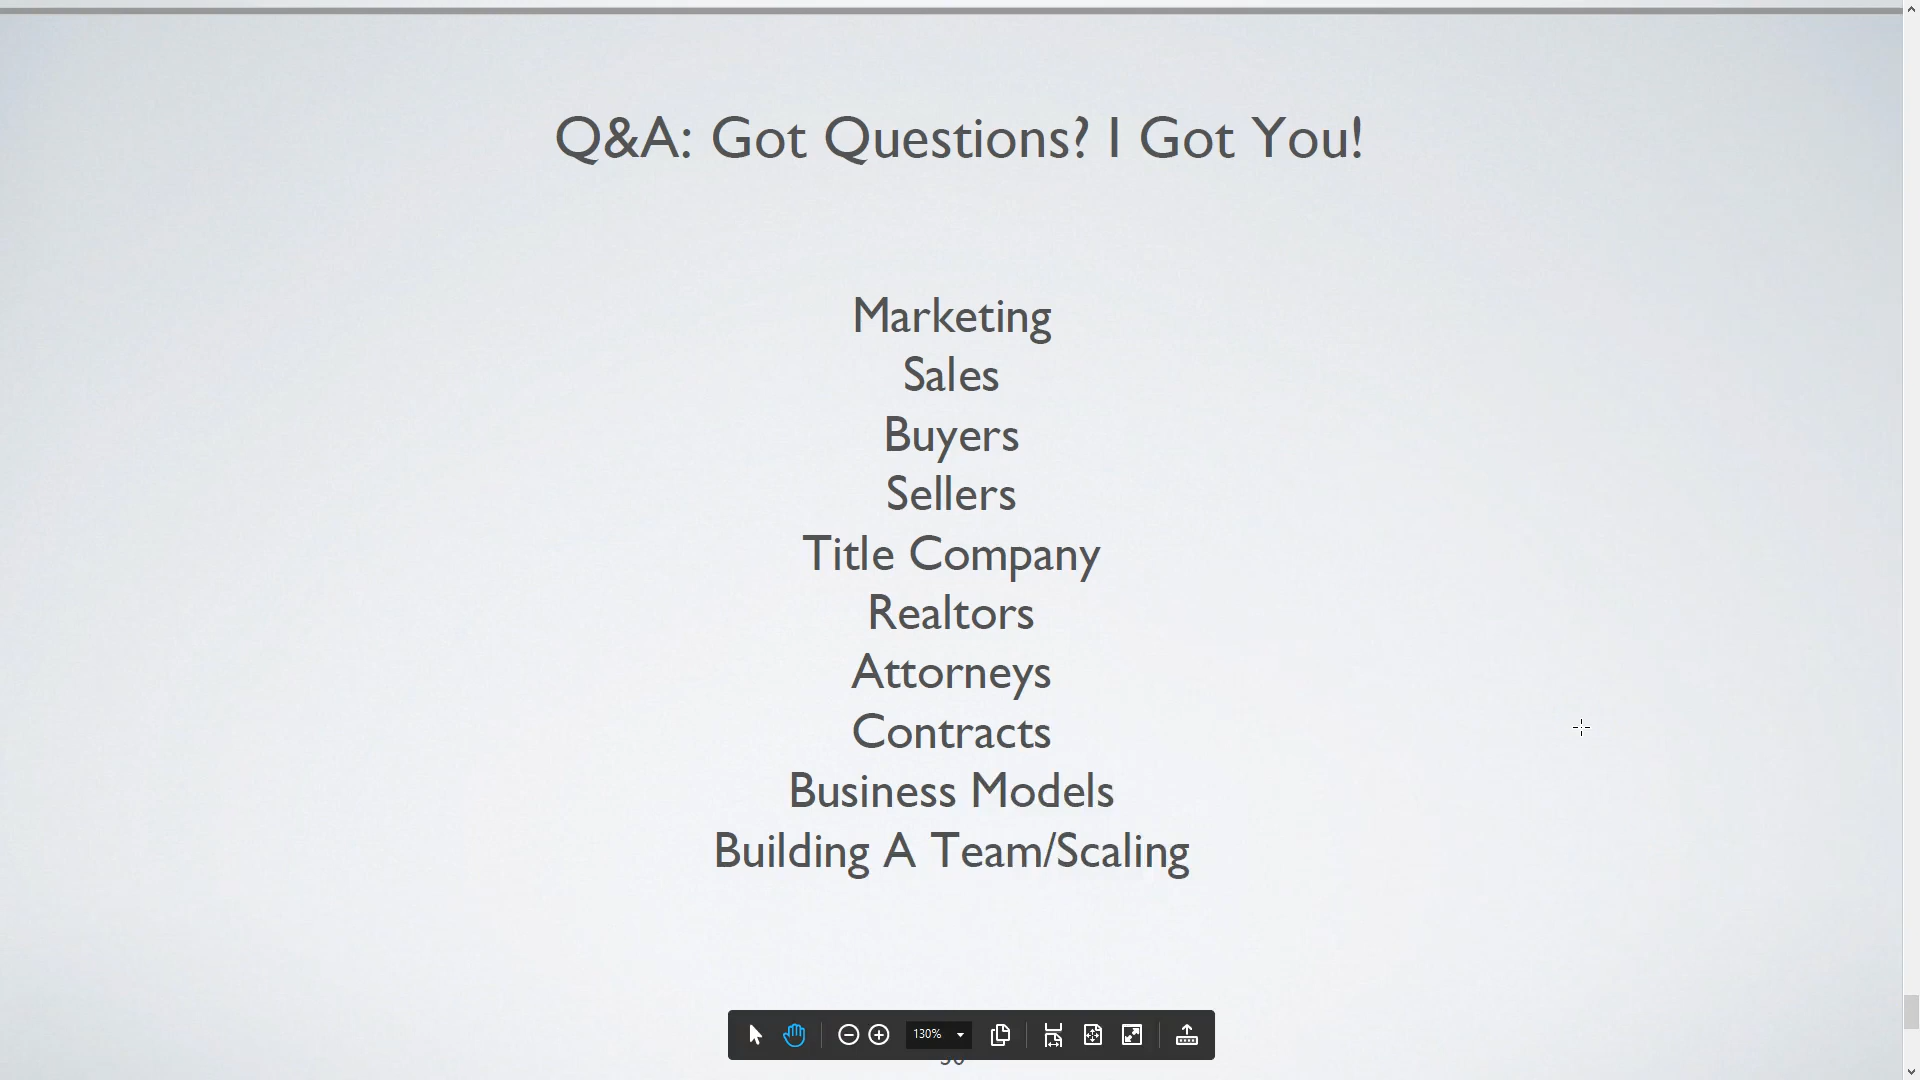 Q&A: Got Questions? I Got You!
Marketing
Sales
Buyers
Sellers
Title Company
Realtors
Attorneys
Contracts
Business Models
Building A Team/Scaling
130%